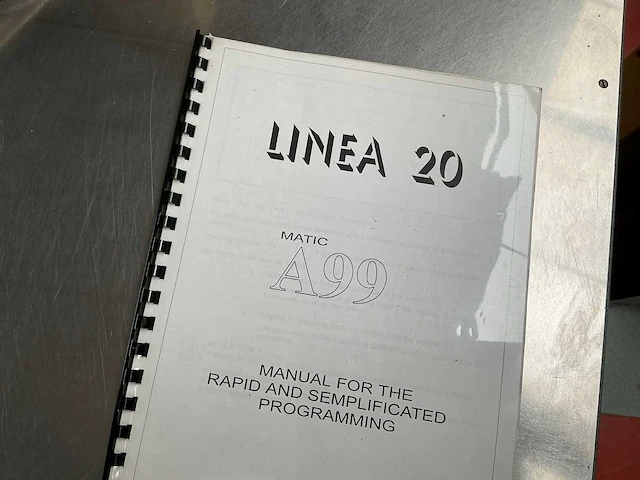 LINEA 20
MATIC
A99
MANUAL FOR THE
RAPID AND SEMPLIFICATED
PROGRAMMING